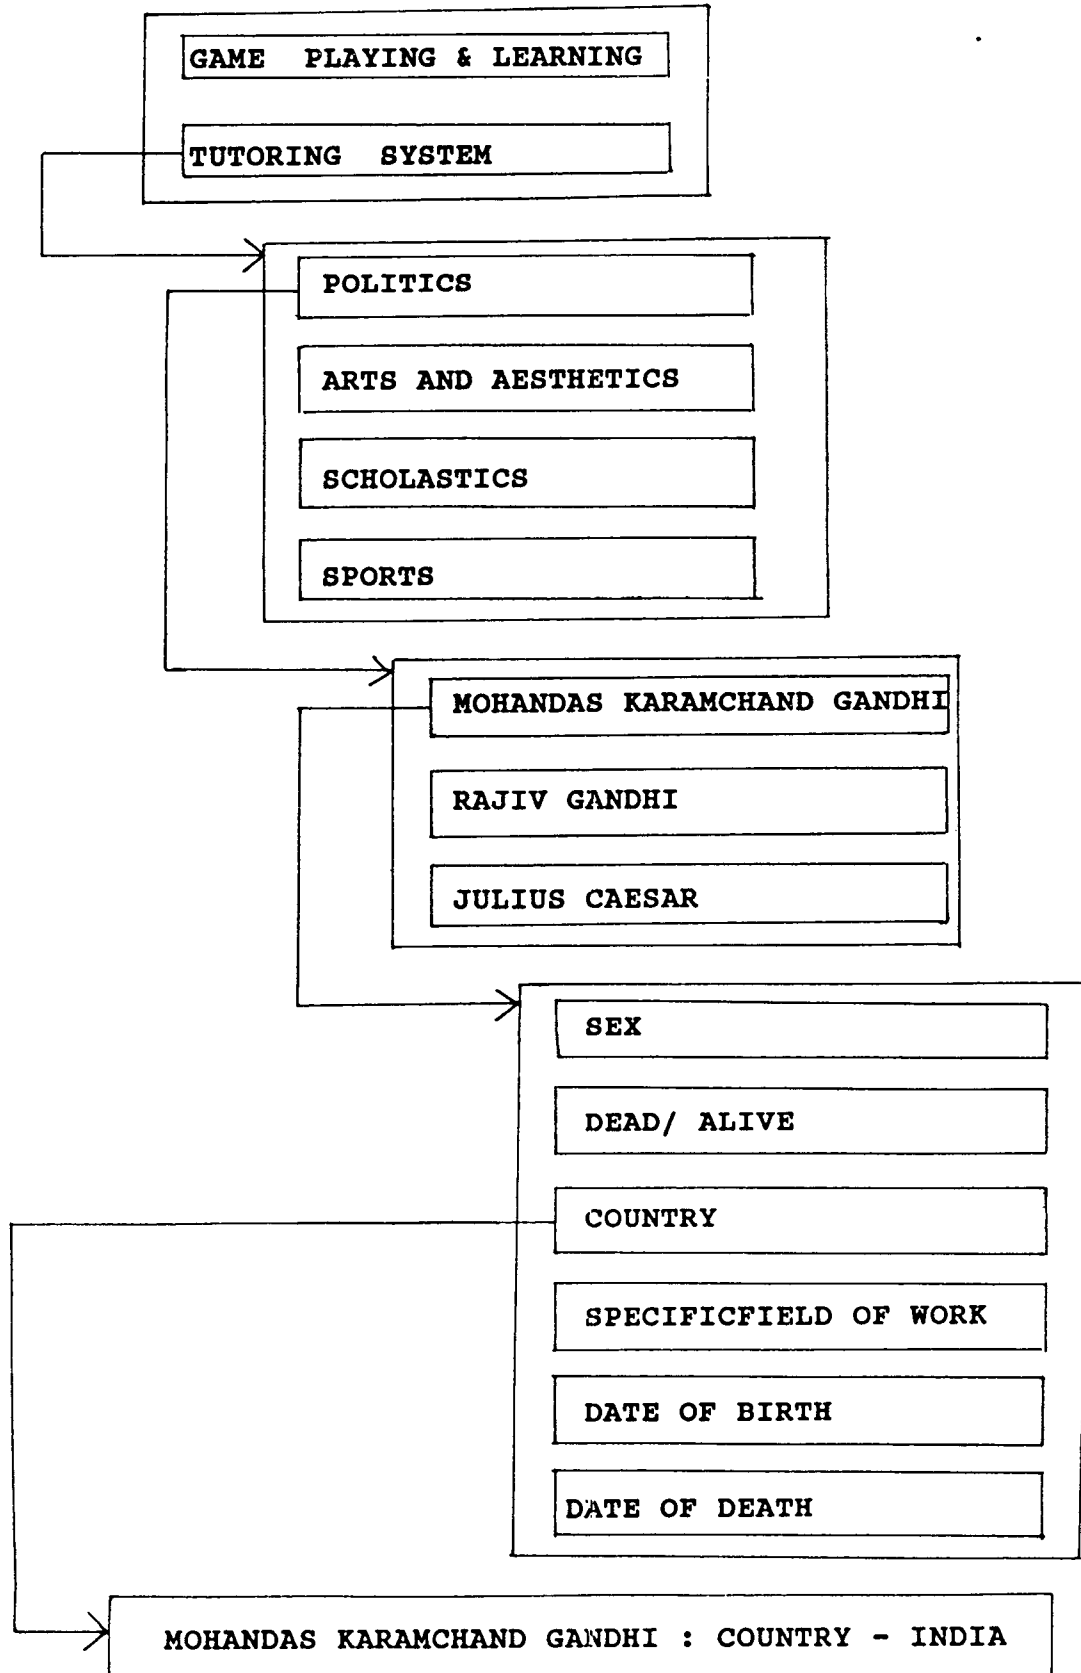 GAME PLAYING & LEARNING
TUTORING SYSTEM
POLITICS
ARTS AND AESTHETICS
SCHOLASTICS
SPORTS
MOHANDAS KARAMCHAND GANDHI
RAJIV GANDHI
JULIUS CAESAR
SEX
DEAD/ ALIVE
COUNTRY
SPECIFICFIELD OF WORK
DATE OF BIRTH
DATE OF DEATH
MOHANDAS KARAMCHAND GANDHI : COUNTRY - INDIA